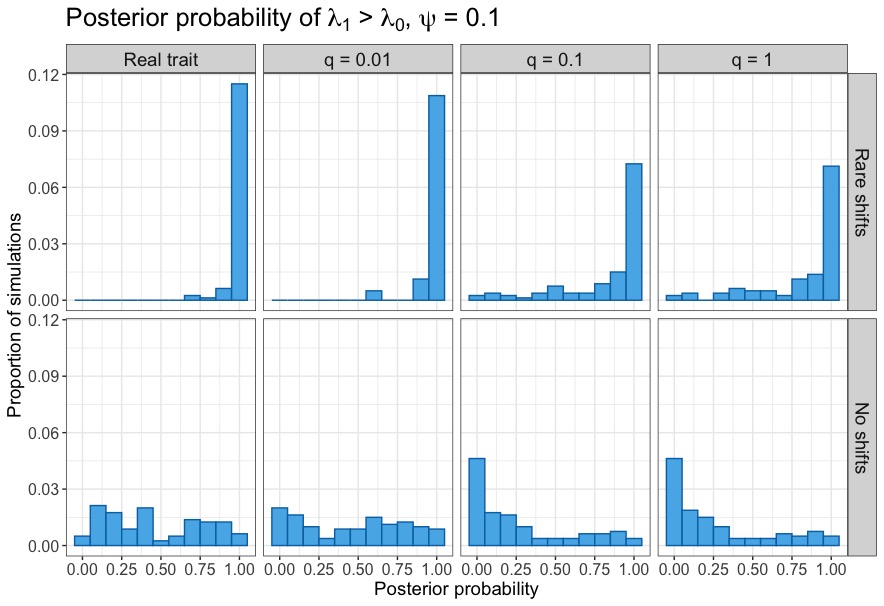 Posterior probability of λ₁ > λ₀, ψ = 0.1
Real trait
q = 0.01
q = 0.1
q = 1
Proportion of simulations
0.12
0.09
0.06
0.03
0.00
Rare shifts
0.12
0.09
0.06
0.03
0.00
No shifts
0.00 0.25 0.50 0.75 1.00
0.00 0.25 0.50 0.75 1.00
0.00 0.25 0.50 0.75 1.00
0.00 0.25 0.50 0.75 1.00
Posterior probability